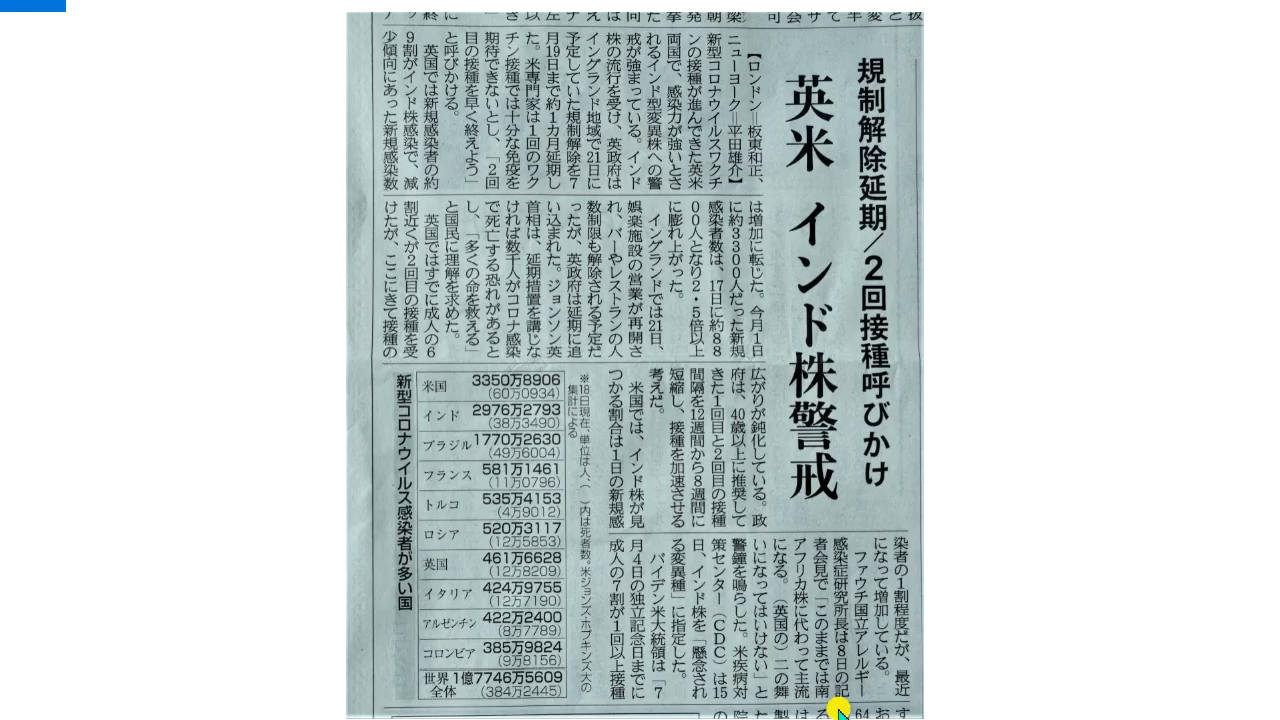 規制解除延期/2回接種呼びかけ
英米 インド株警戒
【ロンドン=板東和正、
ニューヨーク=平田雄介】
新型コロナウイルスワクチ
ンの接種が進んできた英米
両国で、感染力が強いとさ
れるインド型変異株への警
戒が強まっている。インド
株の流行を受け、英政府は
イングランド地域で21日に
予定していた規制解除を7
月19日まで約1カ月延期し
た。米専門家は1回のワク
チン接種では十分な免疫を
期待できないとし、「2回
目の接種を早く終えよう」
と呼びかける。
英国では新規感染者の約
9割がインド株感染で、減
少傾向にあった新規感染数
は増加に転じた。今月1日
に約3300人だった新規
感染者数は、17日に約88
00人となり2・5倍以上
に膨れ上がった。
イングランドでは21日、
娯楽施設の営業が再開さ
れ、バーやレストランの人
数制限も解除される予定だ
ったが、英政府は延期に追
い込まれた。ジョンソン英
首相は、延期措置を講じな
ければ数千人がコロナ感染
で死亡する恐れがあると
し、「多くの命を救える」
と国民に理解を求めた。
英国ではすでに成人の6
割近くが2回目の接種を受
けたが、ここにきて接種の
広がりが鈍化している。政
府は、40歳以上に推奨して
きた1回目と2回目の接種
間隔を12週間から8週間に
短縮し、接種を加速させる
考えだ。
米国では、インド株が見
つかる割合は1日の新規感
染者の1割程度だが、最近
になって増加している。
ファウチ国立アレルギー
感染症研究所長は8日の記
者会見で「このままでは南
アフリカ株に代わって主流
になる。(英国の)二の舞
いになってはいけない」と
警鐘を鳴らした。米疾病対
策センター(CDC)は15
日、インド株を「懸念され
る変異種」に指定した。
バイデン米大統領は「7
月4日の独立記念日までに
成人の7割が1回以上接種
※18日現在、単位は人、( )内は死者数。米ジョンズ・ホプキンズ大の
集計による
米国 3350万8906
(60万0934)
インド 2976万2793
(38万3490)
ブラジル 1770万2630
(49万6004)
フランス 581万1461
(11万0796)
トルコ 535万4153
(4万9012)
ロシア 520万3117
(12万5853)
英国 461万6628
(12万8209)
イタリア 424万9755
(12万7190)
アルゼンチン 422万2400
(8万7789)
コロンビア 385万9824
(9万8156)
世界 1億7746万5609
全体 (384万2445)
新型コロナウイルス感染者が多い国